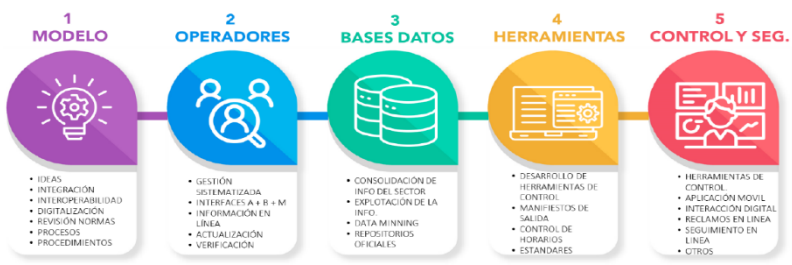 1
MODELO
• IDEAS
• INTEGRACIÓN
• INTEROPERABILIDAD
• DIGITALIZACIÓN
• REVISIÓN NORMAS
• PROCESOS
• PROCEDIMIENTOS
2
OPERADORES
• GESTIÓN
SISTEMATIZADA
• INTERFACES A + B + M
• INFORMACIÓN EN
LÍNEA
• ACTUALIZACIÓN
• VERIFICACIÓN
3
BASES DATOS
• CONSOLIDACIÓN DE
INFO DEL SECTOR
• EXPLOTACIÓN DE LA
INFO.
• DATA MINNING
• REPOSITORIOS
OFICIALES
4
HERRAMIENTAS
• DESARROLLO DE
HERRAMIENTAS DE
CONTROL
• MANIFIESTOS DE
SALIDA
• CONTROL DE
HORARIOS
• ESTANDARES
5
CONTROL Y SEG.
• HERRAMIENTAS DE
CONTROL.
• APLICACIÓN MOVIL
• INTERACCIÓN DIGITAL
• RECLAMOS EN LINEA
• SEGUIMIENTO EN
LINEA
• OTROS